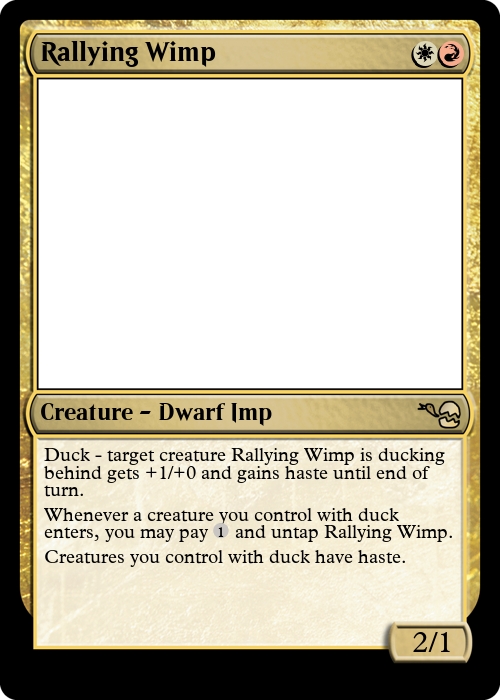 Rallying Wimp
Creature - Dwarf Imp
Duck - target creature Rallying Wimp is ducking
behind gets +1/+0 and gains haste until end of
turn.
Whenever a creature you control with duck
enters, you may pay 1 and untap Rallying Wimp.
Creatures you control with duck have haste.
2/1